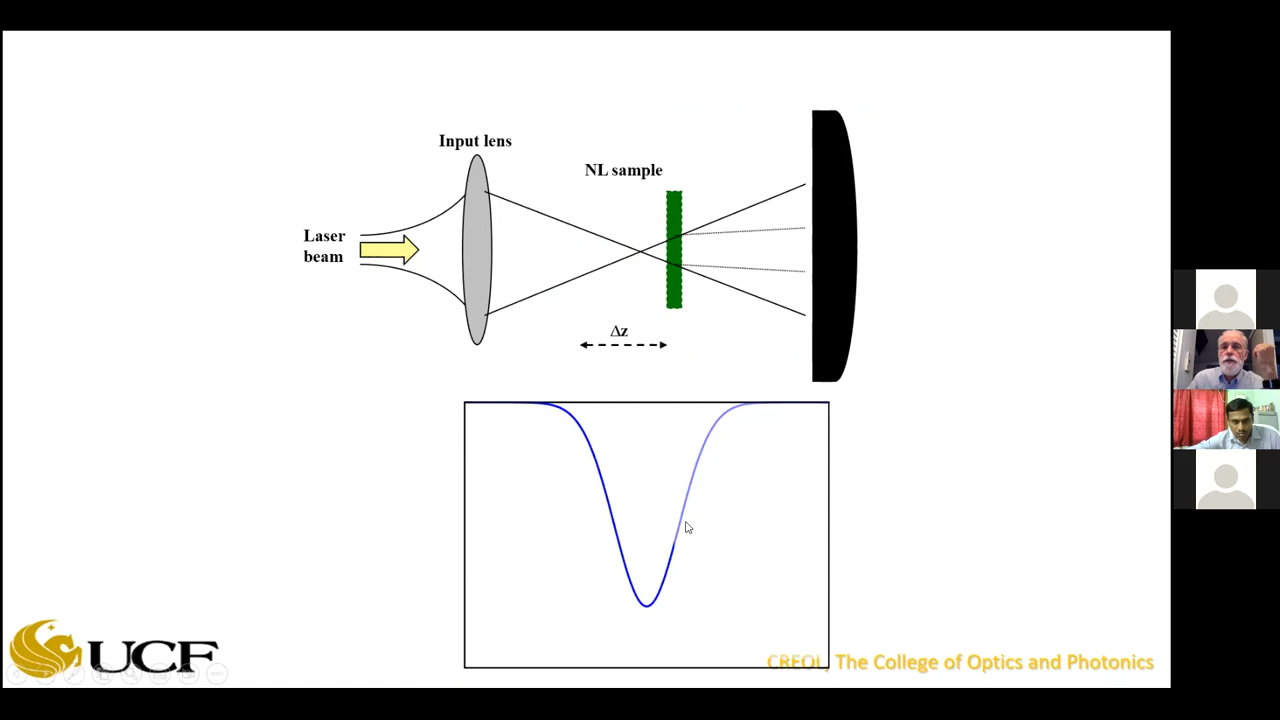 Input lens
NL sample
Laser
beam
Δz
UCF
CREOL, The College of Optics and Photonics